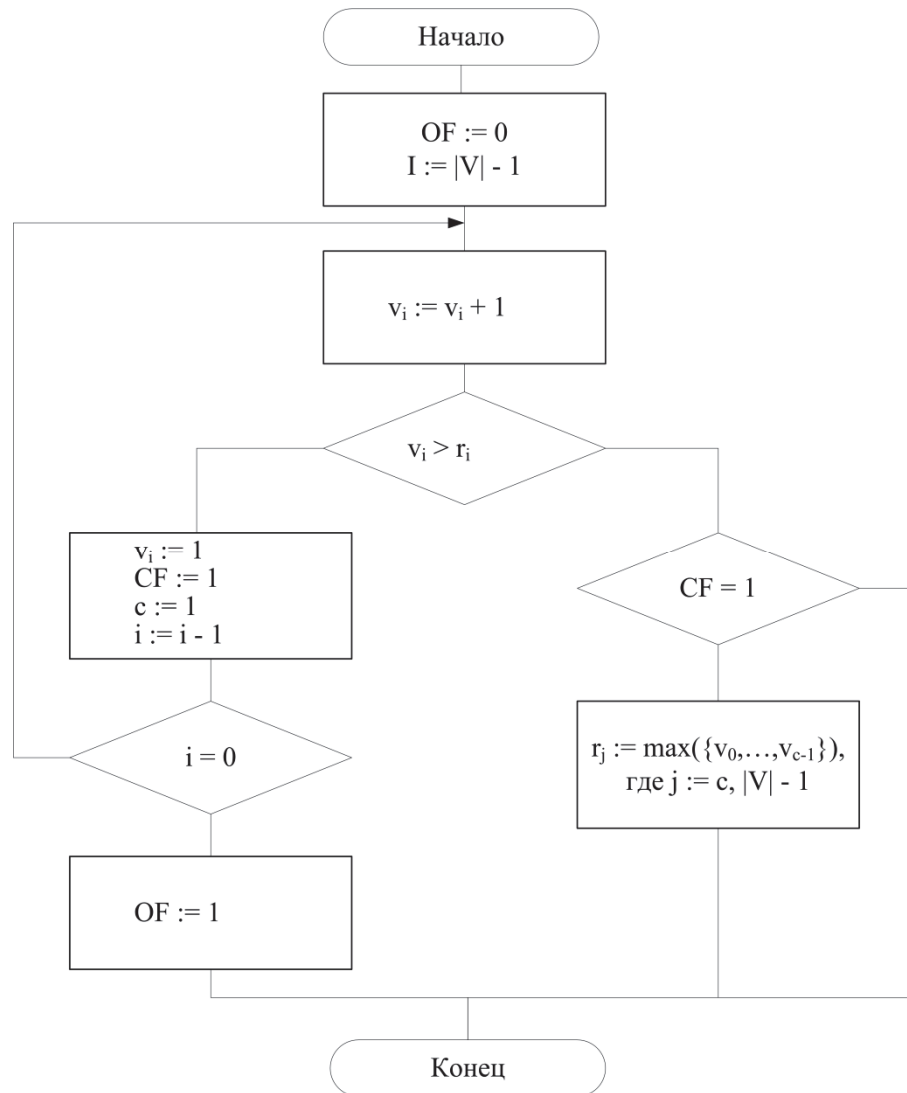 Начало
OF := 0
I := |V| - 1
vᵢ := vᵢ + 1
vᵢ > rᵢ
vᵢ := 1
CF := 1
c := 1
i := i - 1
CF = 1
i = 0
rⱼ := max({v₀,…,v꜀₋₁}),
где j := c, |V| - 1
OF := 1
Конец